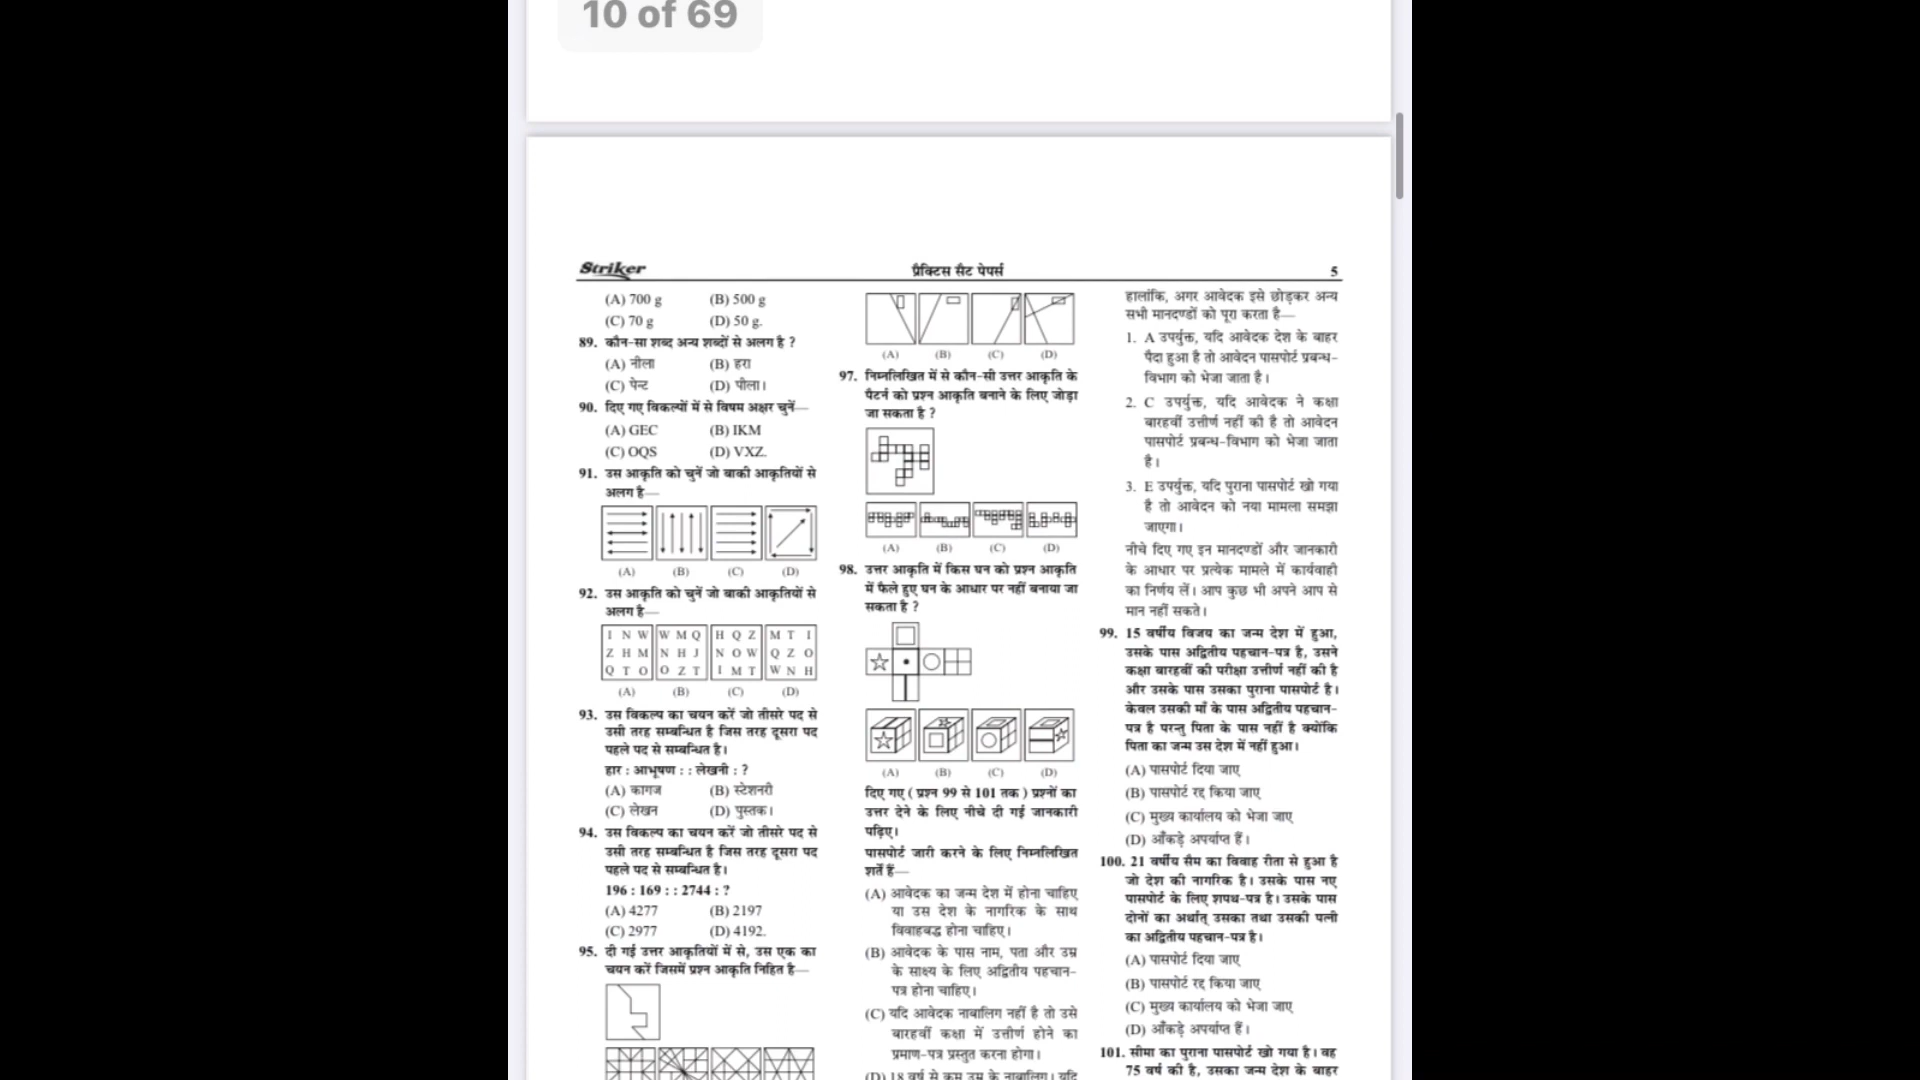 10 of 69
Striker
प्रैक्टिस सैट पेपर्स
5
(A) 700 g (B) 500 g
(C) 70 g (D) 50 g.
89. कौन-सा शब्द अन्य शब्दों से अलग है ?
(A) नीला (B) हरा
(C) पेन्ट (D) पीला।
90. दिए गए विकल्पों में से विषम अक्षर चुनें—
(A) GEC (B) IKM
(C) OQS (D) VXZ.
91. उस आकृति को चुनें जो बाकी आकृतियों से
अलग है—
(A) (B) (C) (D)
92. उस आकृति को चुनें जो बाकी आकृतियों से
अलग है—
I N W W M Q H Q Z M T I
Z H M N H J N O W Q Z O
Q T O O Z T I M T W N H
(A) (B) (C) (D)
93. उस विकल्प का चयन करें जो तीसरे पद से
उसी तरह सम्बन्धित है जिस तरह दूसरा पद
पहले पद से सम्बन्धित है।
हार : आभूषण : : लेखनी : ?
(A) कागज (B) स्टेशनरी
(C) लेखन (D) पुस्तक।
94. उस विकल्प का चयन करें जो तीसरे पद से
उसी तरह सम्बन्धित है जिस तरह दूसरा पद
पहले पद से सम्बन्धित है।
196 : 169 : : 2744 : ?
(A) 4277 (B) 2197
(C) 2977 (D) 4192.
95. दी गई उत्तर आकृतियों में से, उस एक का
चयन करें जिसमें प्रश्न आकृति निहित है—
(A) (B) (C) (D)
97. निम्नलिखित में से कौन-सी उत्तर आकृति के
पैटर्न को प्रश्न आकृति बनाने के लिए जोड़ा
जा सकता है ?
(A) (B) (C) (D)
98. उत्तर आकृति में किस घन को प्रश्न आकृति
में फैले हुए घन के आधार पर नहीं बनाया जा
सकता है ?
(A) (B) (C) (D)
दिए गए ( प्रश्न 99 से 101 तक ) प्रश्नों का
उत्तर देने के लिए नीचे दी गई जानकारी
पढ़िए।
पासपोर्ट जारी करने के लिए निम्नलिखित
शर्तें हैं—
(A) आवेदक का जन्म देश में होना चाहिए
या उस देश के नागरिक के साथ
विवाहबद्ध होना चाहिए।
(B) आवेदक के पास नाम, पता और उम्र
के साक्ष्य के लिए अद्वितीय पहचान-
पत्र होना चाहिए।
(C) यदि आवेदक नाबालिग नहीं है तो उसे
बारहवीं कक्षा में उत्तीर्ण होने का
प्रमाण-पत्र प्रस्तुत करना होगा।
(D) 18 वर्ष से कम उम्र के नाबालिग। यदि
हालांकि, अगर आवेदक इसे छोड़कर अन्य
सभी मानदण्डों को पूरा करता है—
1. A उपर्युक्त, यदि आवेदक देश के बाहर
पैदा हुआ है तो आवेदन पासपोर्ट प्रबन्ध-
विभाग को भेजा जाता है।
2. C उपर्युक्त, यदि आवेदक ने कक्षा
बारहवीं उत्तीर्ण नहीं की है तो आवेदन
पासपोर्ट प्रबन्ध-विभाग को भेजा जाता
है।
3. E उपर्युक्त, यदि पुराना पासपोर्ट खो गया
है तो आवेदन को नया मामला समझा
जाएगा।
नीचे दिए गए इन मानदण्डों और जानकारी
के आधार पर प्रत्येक मामले में कार्यवाही
का निर्णय लें। आप कुछ भी अपने आप से
मान नहीं सकते।
99. 15 वर्षीय विजय का जन्म देश में हुआ,
उसके पास अद्वितीय पहचान-पत्र है, उसने
कक्षा बारहवीं की परीक्षा उत्तीर्ण नहीं की है
और उसके पास उसका पुराना पासपोर्ट है।
केवल उसकी माँ के पास अद्वितीय पहचान-
पत्र है परन्तु पिता के पास नहीं है क्योंकि
पिता का जन्म उस देश में नहीं हुआ।
(A) पासपोर्ट दिया जाए
(B) पासपोर्ट रद्द किया जाए
(C) मुख्य कार्यालय को भेजा जाए
(D) आँकड़े अपर्याप्त हैं।
100. 21 वर्षीय सैम का विवाह रीता से हुआ है
जो देश की नागरिक है। उसके पास नए
पासपोर्ट के लिए शपथ-पत्र है। उसके पास
दोनों का अर्थात् उसका तथा उसकी पत्नी
का अद्वितीय पहचान-पत्र है।
(A) पासपोर्ट दिया जाए
(B) पासपोर्ट रद्द किया जाए
(C) मुख्य कार्यालय को भेजा जाए
(D) आँकड़े अपर्याप्त हैं।
101. सीमा का पुराना पासपोर्ट खो गया है। वह
75 वर्ष की है, उसका जन्म देश के बाहर